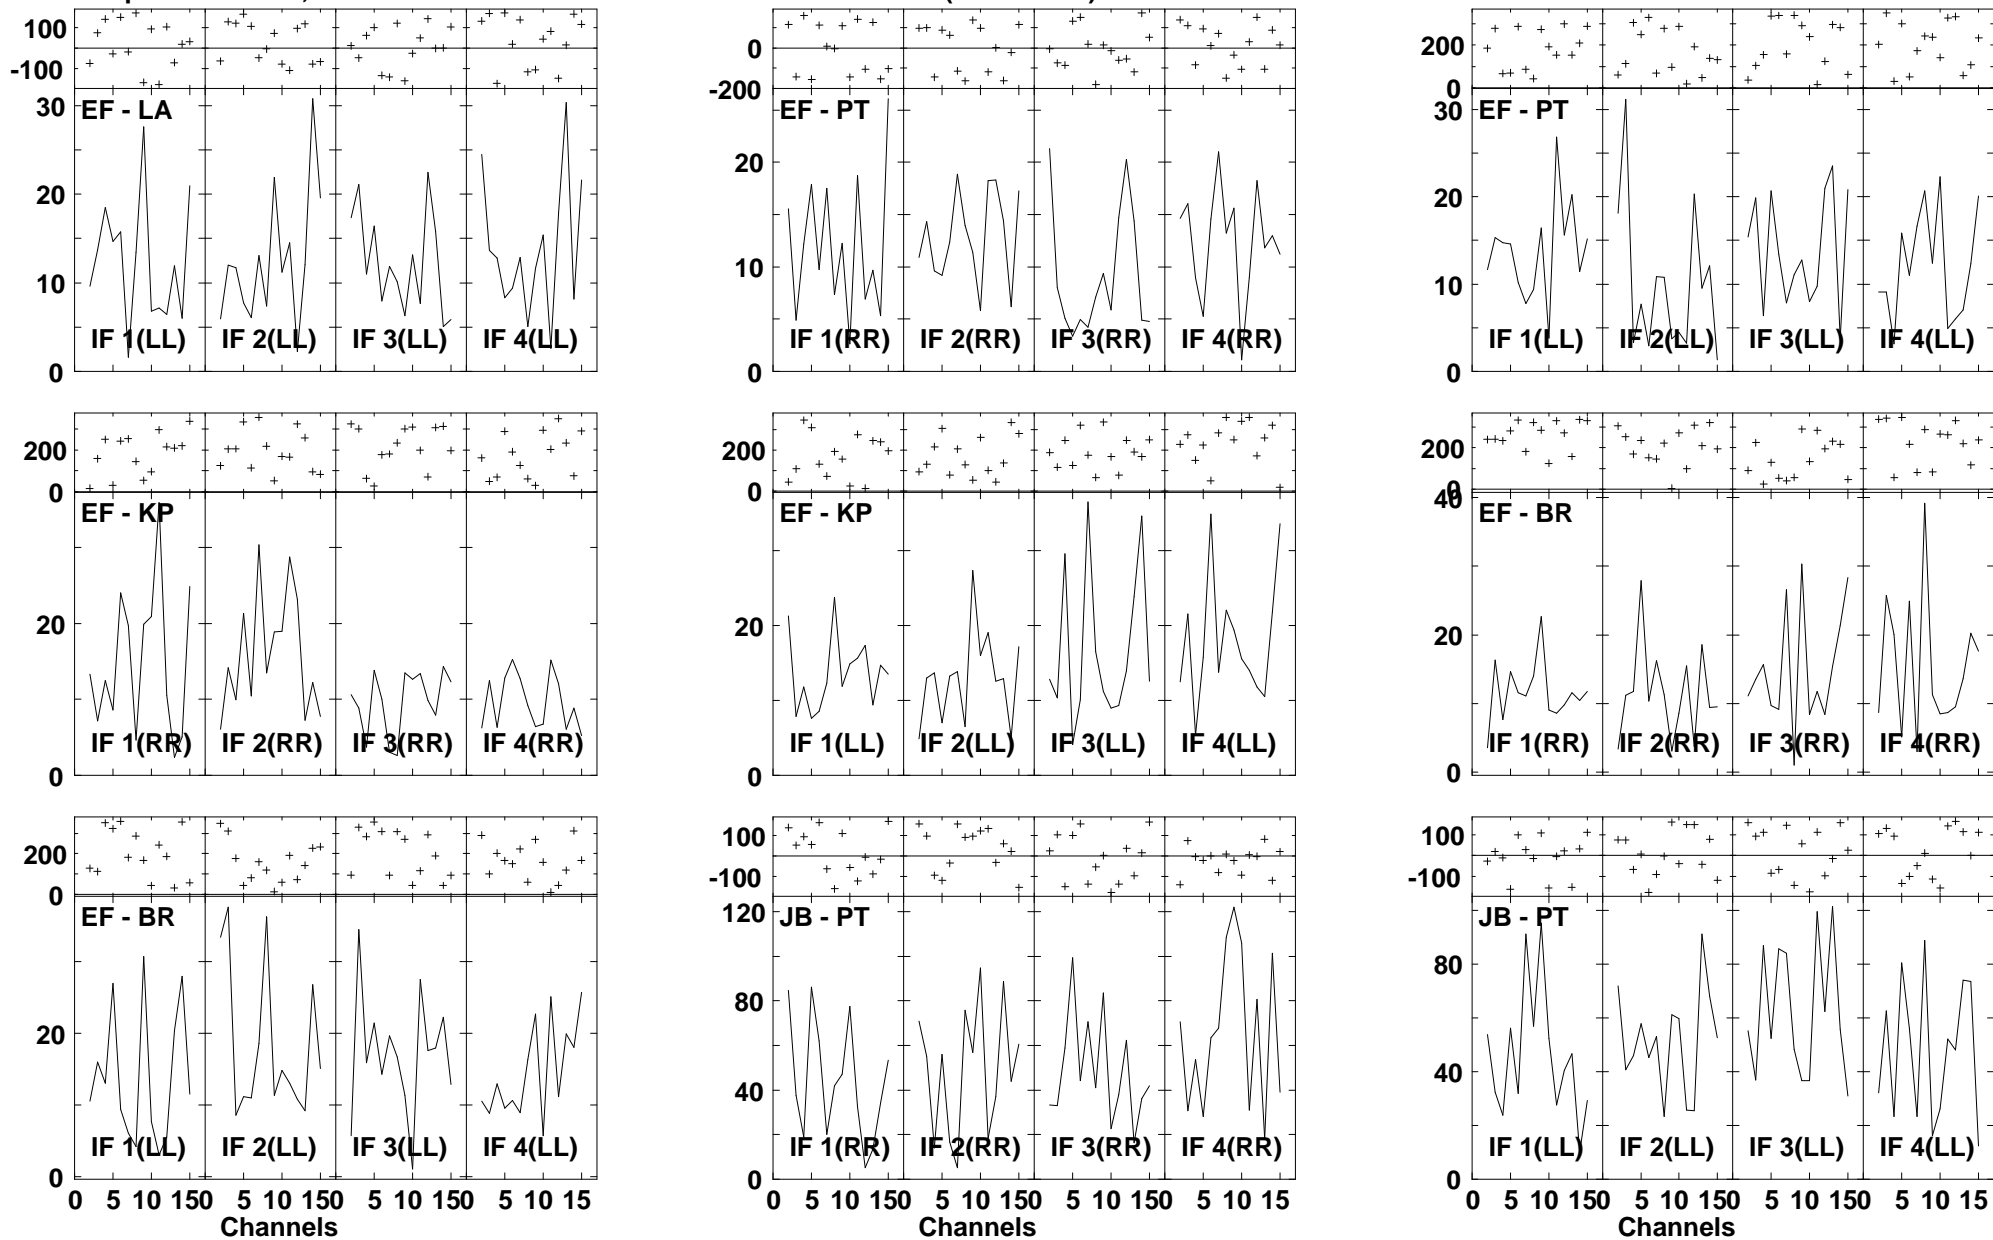 100 100 200
0
-100 -200 0
30 EF - LA EF - PT 30 EF - PT
20 20 20
10 10 10
IF 1(LL) IF 2(LL) IF 3(LL) IF 4(LL) IF 1(RR) IF 2(RR) IF 3(RR) IF 4(RR) IF 1(LL) IF 2(LL) IF 3(LL) IF 4(LL)
0 0 0
200 200 200
0 0 0
EF - KP EF - KP 40 EF - BR
20 20 20
IF 1(RR) IF 2(RR) IF 3(RR) IF 4(RR) IF 1(LL) IF 2(LL) IF 3(LL) IF 4(LL) IF 1(RR) IF 2(RR) IF 3(RR) IF 4(RR)
0 0 0
200 100 100
0 -100 -100
EF - BR 120 JB - PT JB - PT
20 80 80
40 40
IF 1(LL) IF 2(LL) IF 3(LL) IF 4(LL) IF 1(RR) IF 2(RR) IF 3(RR) IF 4(RR) IF 1(LL) IF 2(LL) IF 3(LL) IF 4(LL)
0 0 0
0 5 10 150 5 10 150 5 10 150 5 10 15 0 5 10 150 5 10 150 5 10 150 5 10 15 0 5 10 150 5 10 150 5 10 150 5 10 15
Channels Channels Channels